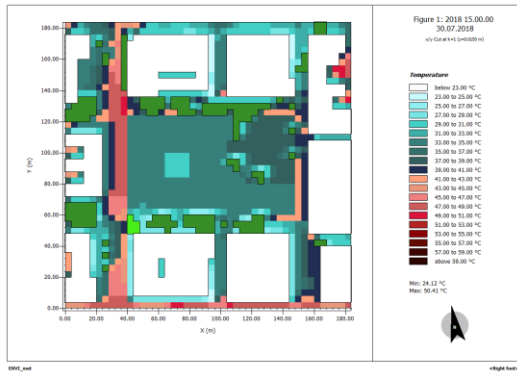 Figure 1: 2018 15.00.00
30.07.2018
x/y Cut at k=1 (z=0.0100 m)
Temperature
below 23.00 °C
23.00 to 25.00 °C
25.00 to 27.00 °C
27.00 to 28.00 °C
29.00 to 31.00 °C
31.00 to 33.00 °C
33.00 to 35.00 °C
35.00 to 37.00 °C
37.00 to 39.00 °C
39.00 to 41.00 °C
41.00 to 43.00 °C
43.00 to 45.00 °C
45.00 to 47.00 °C
47.00 to 49.00 °C
49.00 to 51.00 °C
51.00 to 53.00 °C
53.00 to 55.00 °C
55.00 to 57.00 °C
57.00 to 59.00 °C
above 59.00 °C
Min: 24.12 °C
Max: 50.41 °C
N
Y (m)
180.00
160.00
140.00
120.00
100.00
80.00
60.00
40.00
20.00
0.00
0.00 20.00 40.00 60.00 80.00 100.00 120.00 140.00 160.00 180.00
X (m)
ENVI_met
<Right foot>